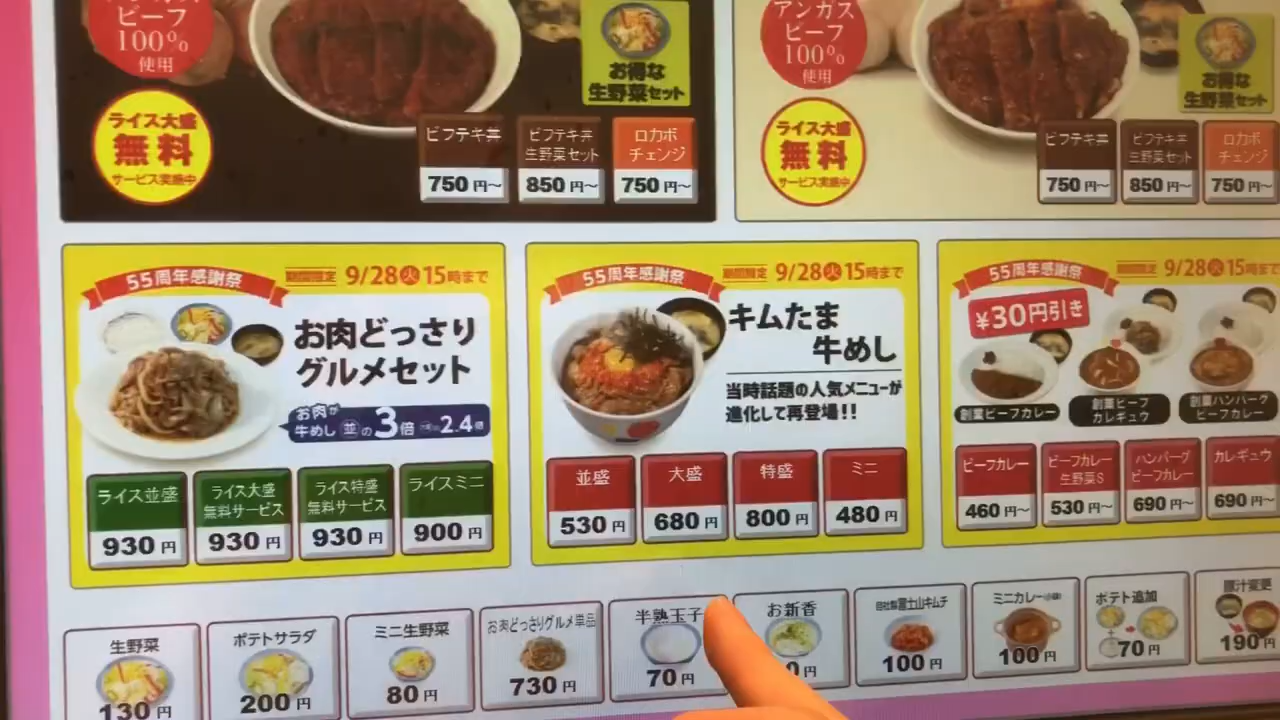 ビーフ
100%
使用
ライス大盛
無料
サービス実施中
お得な
生野菜セット
ビフテキ丼
750円～
ビフテキ丼
生野菜セット
850円～
ロカボ
チェンジ
750円～
アンガス
ビーフ
100%
使用
ライス大盛
無料
サービス実施中
お得な
生野菜セット
ビフテキ丼
750円～
ビフテキ丼
生野菜セット
850円～
ロカボ
チェンジ
750円～
55周年感謝祭
期間限定 9/28火15時まで
お肉どっさり
グルメセット
お肉が
牛めし並の3倍
2.4倍
ライス並盛
930円
ライス大盛
無料サービス
930円
ライス特盛
無料サービス
930円
ライスミニ
900円
55周年感謝祭
期間限定 9/28火15時まで
キムたま
牛めし
当時話題の人気メニューが
進化して再登場!!
並盛
530円
大盛
680円
特盛
800円
ミニ
480円
55周年感謝祭
期間限定 9/28火15時まで
¥30円引き
創業ビーフカレー
創業ビーフ
カレギュウ
創業ハンバーグ
ビーフカレー
ビーフカレー
460円～
ビーフカレー
生野菜S
530円～
ハンバーグ
ビーフカレー
690円～
カレギュウ
690円～
生野菜
130円
ポテトサラダ
200円
ミニ生野菜
80円
お肉どっさりグルメ単品
730円
半熟玉子
70円
お新香
0円
自社製富士山キムチ
100円
ミニカレー(小鉢)
100円
ポテト追加
70円
豚汁変更
190円